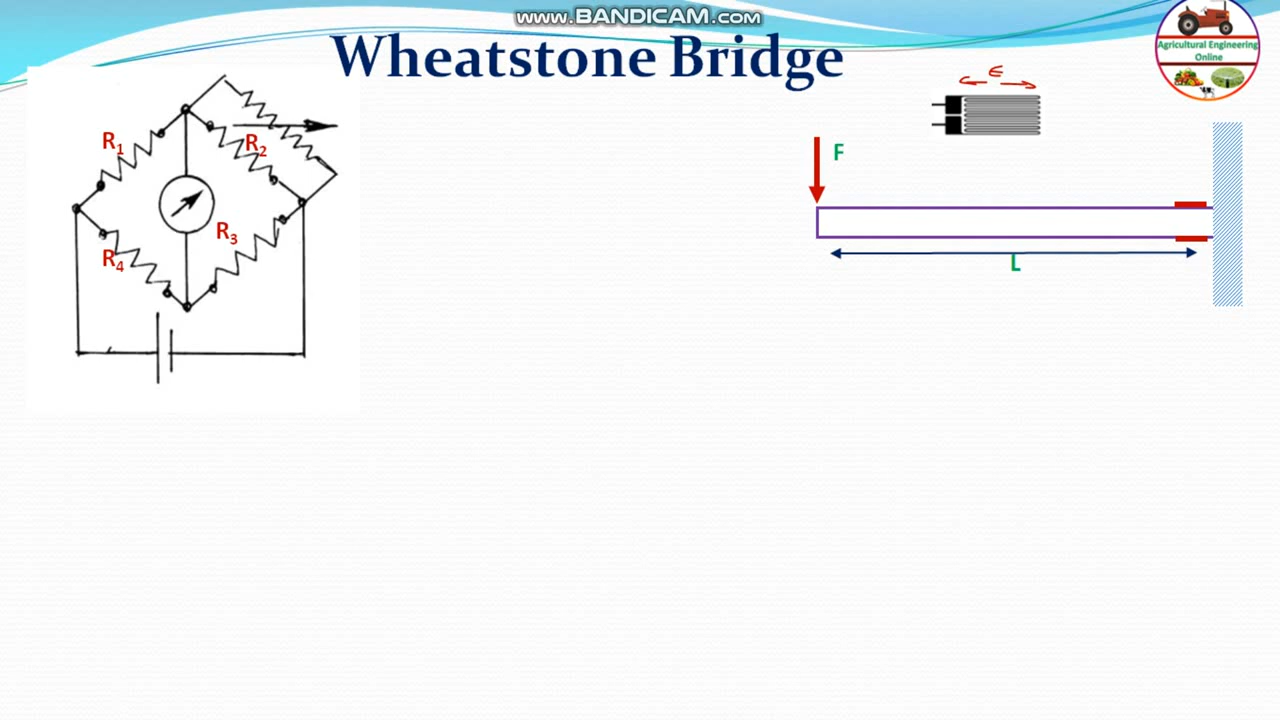 www.BANDICAM.com
Wheatstone Bridge
Agricultural Engineering
Online
ϵ
R1
R2
F
R3
R4
L